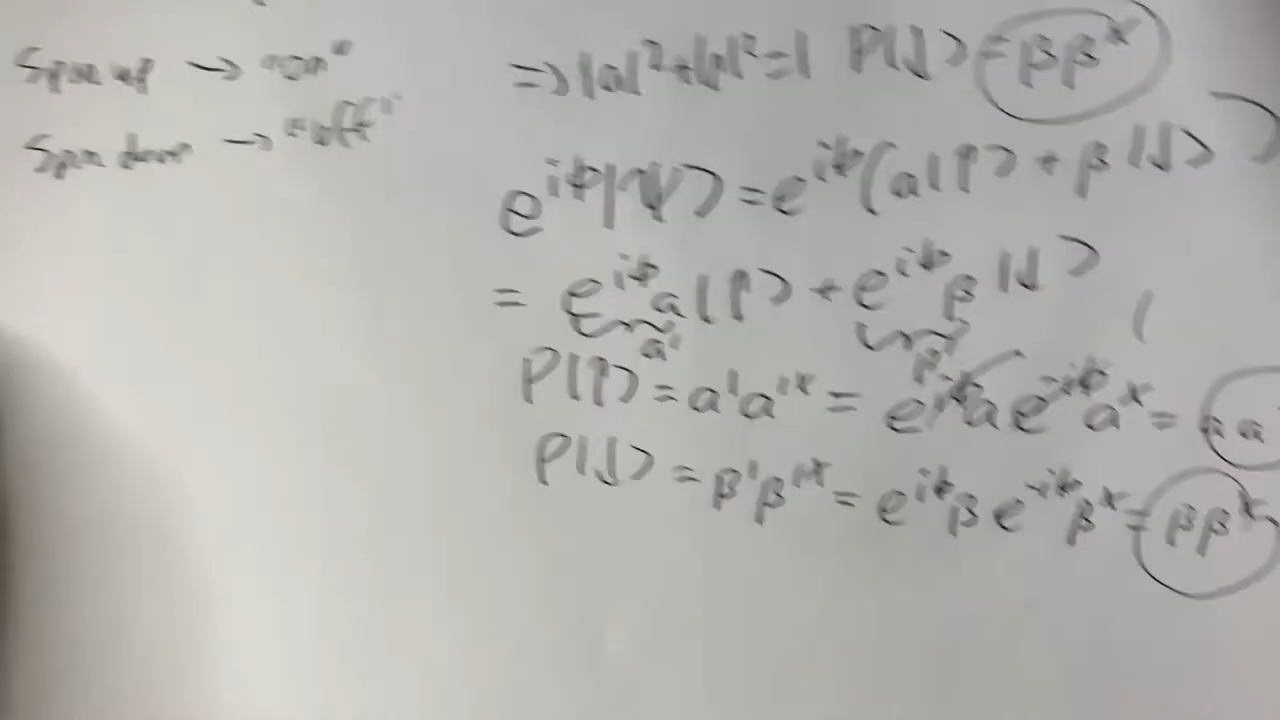 Spin up → "on"
Spin down → "off"
⇒ |a|²+|β|²=1 P(↓) = ββ*
e^{iφ}|ψ⟩ = e^{iφ}(a|↑⟩ + β|↓⟩)
= e^{iφ}a|↑⟩ + e^{iφ}β|↓⟩
a' β'
P(↑) = a'a'* = e^{iφ}a e^{-iφ}a* = aa
P(↓) = β'β'* = e^{iφ}β e^{-iφ}β* = ββ*